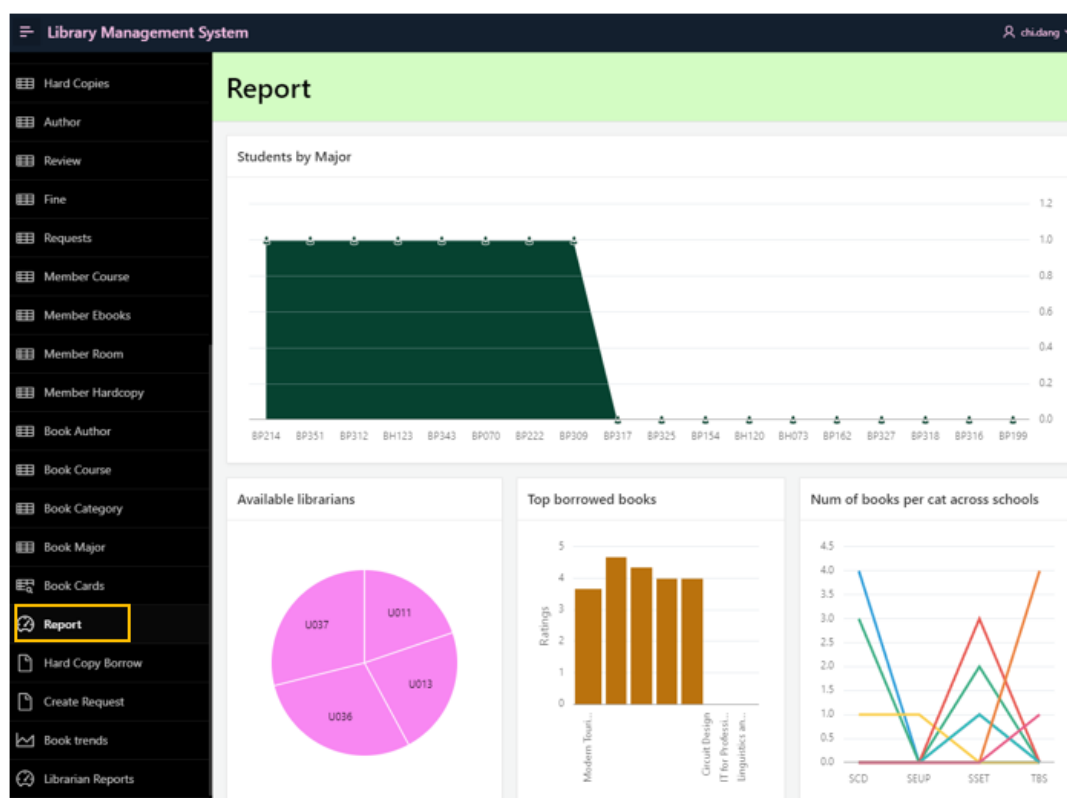 Library Management System
chi.dang
Hard Copies
Author
Review
Fine
Requests
Member Course
Member Ebooks
Member Room
Member Hardcopy
Book Author
Book Course
Book Category
Book Major
Book Cards
Report
Hard Copy Borrow
Create Request
Book trends
Librarian Reports
Report
Students by Major
1.2
1.0
0.8
0.6
0.4
0.2
0.0
BP214 BP351 BP312 BH123 BP343 BP070 BP222 BP309 BP317 BP325 BP154 BH120 BH073 BP162 BP327 BP318 BP316 BP199
Available librarians
U037
U011
U013
U036
Top borrowed books
Ratings
5
4
3
2
1
0
Modern Touri...
Circuit Design
IT for Professi...
Linguistics an...
Num of books per cat across schools
4.5
4.0
3.5
3.0
2.5
2.0
1.5
1.0
0.5
0.0
SCD SEUP SSET TBS